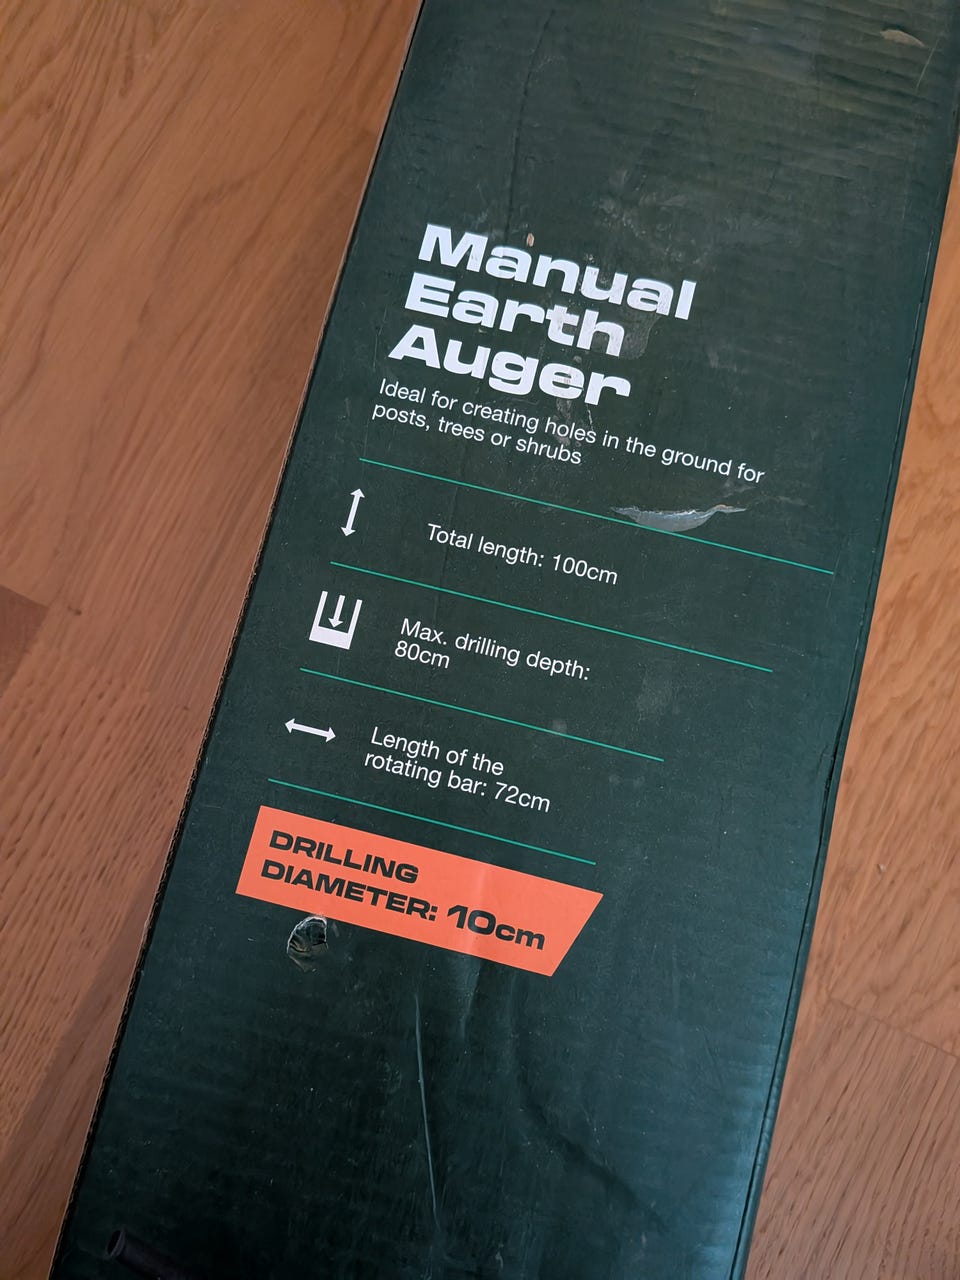 Manual
Earth
Auger
Ideal for creating holes in the ground for
posts, trees or shrubs
Total length: 100cm
Max. drilling depth:
80cm
Length of the
rotating bar: 72cm
DRILLING
DIAMETER: 10cm